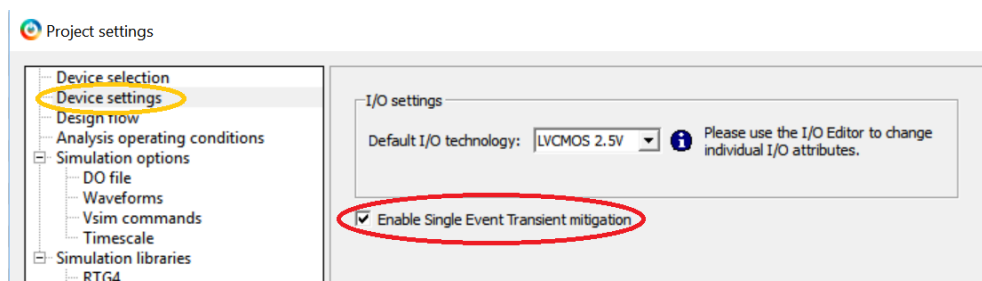 Project settings
Device selection
Device settings
Design flow
Analysis operating conditions
Simulation options
DO file
Waveforms
Vsim commands
Timescale
Simulation libraries
RTG4
I/O settings
Default I/O technology: LVCMOS 2.5V
Please use the I/O Editor to change
individual I/O attributes.
Enable Single Event Transient mitigation